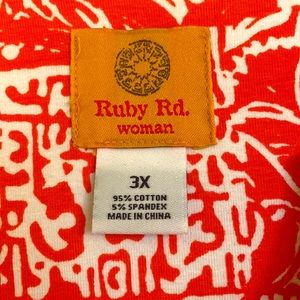 Ruby Rd.
woman
3X
95% COTTON
5% SPANDEX
MADE IN CHINA